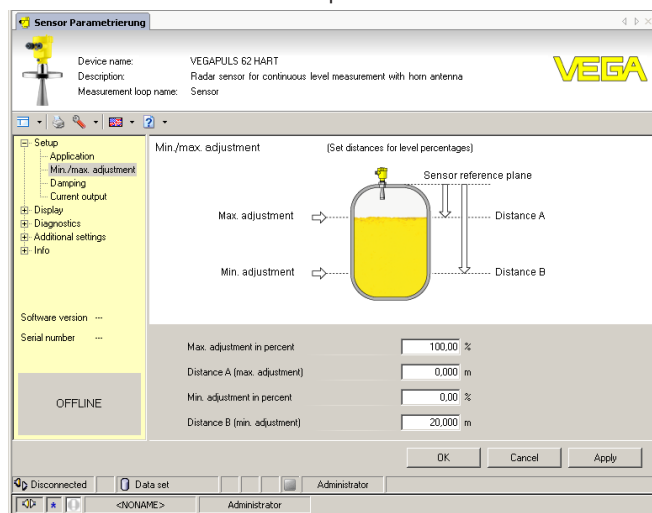 Sensor Parametrierung
Device name: VEGAPULS 62 HART
Description: Radar sensor for continuous level measurement with horn antenna
Measurement loop name: Sensor
VEGA
Setup
Application
Min./max. adjustment
Damping
Current output
Display
Diagnostics
Additional settings
Info
Software version ---
Serial number ---
OFFLINE
Min./max. adjustment (Set distances for level percentages)
Sensor reference plane
Max. adjustment
Distance A
Min. adjustment
Distance B
Max. adjustment in percent 100,00 %
Distance A (max. adjustment) 0,000 m
Min. adjustment in percent 0,00 %
Distance B (min. adjustment) 20,000 m
OK Cancel Apply
Disconnected Data set Administrator
<NONAME> Administrator